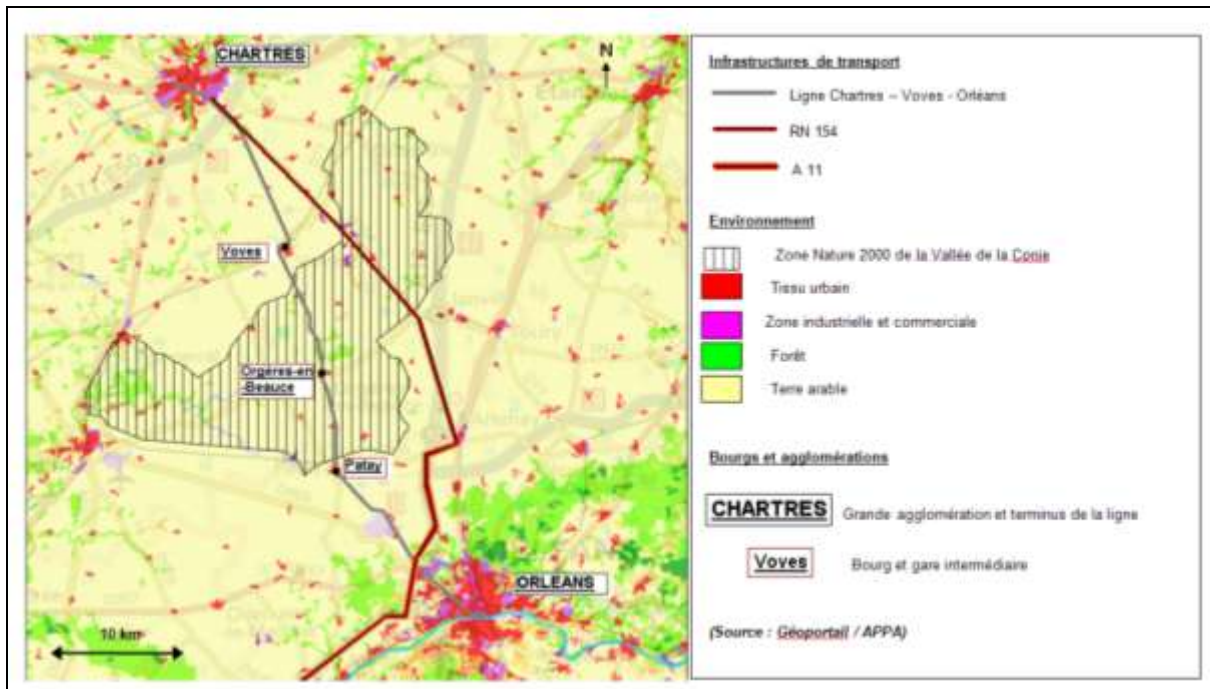 CHARTRES
N
Voves
Orgères-en
-Beauce
Patay
ORLEANS
10 km
Infrastructures de transport
Ligne Chartres – Voves - Orléans
RN 154
A 11
Environnement
Zone Nature 2000 de la Vallée de la Conie
Tissu urbain
Zone industrielle et commerciale
Forêt
Terre arable
Bourgs et agglomérations
CHARTRES Grande agglomération et terminus de la ligne
Voves Bourg et gare intermédiaire
(Source : Géoportail / APPA)